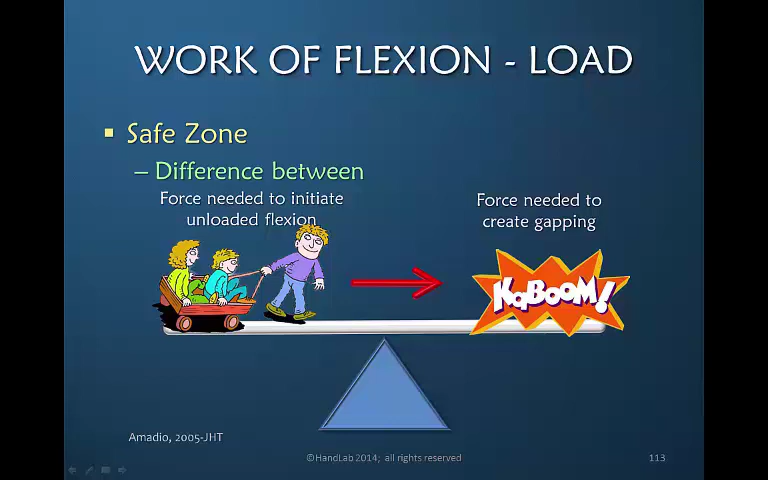 WORK OF FLEXION - LOAD
Safe Zone
– Difference between
Force needed to initiate
unloaded flexion
Force needed to
create gapping
KaBOOM!
Amadio, 2005-JHT
©HandLab 2014; all rights reserved
113